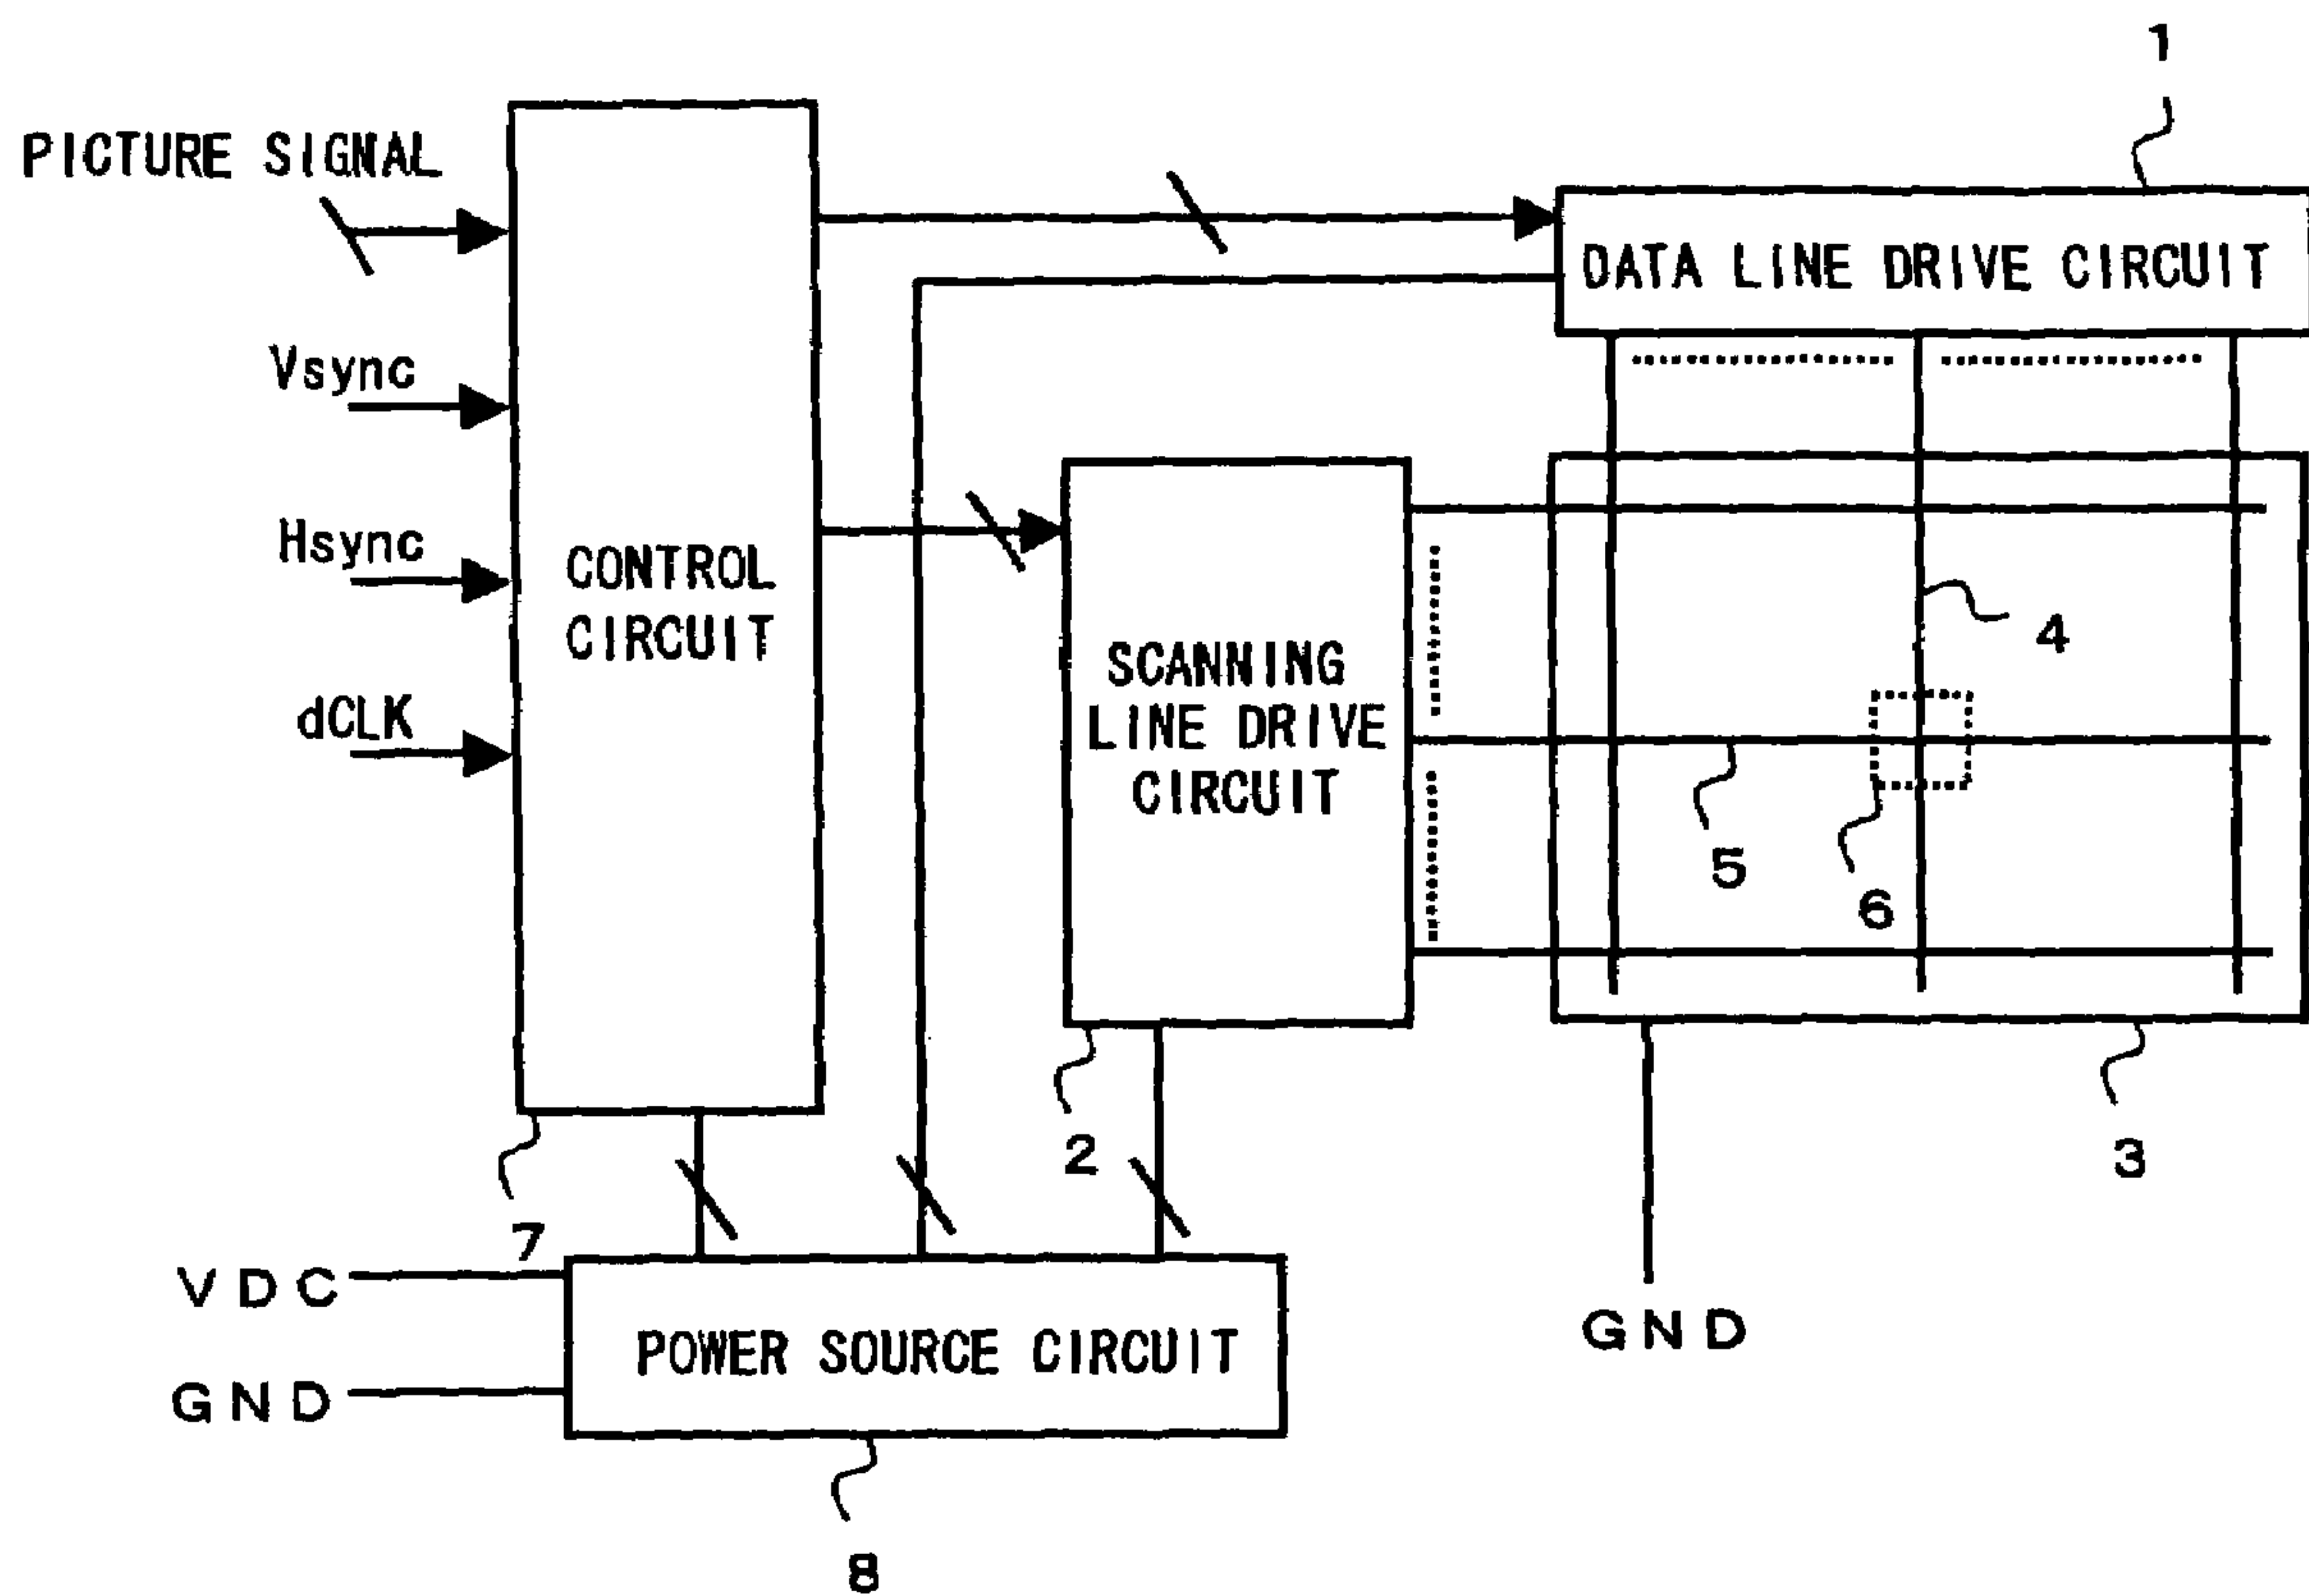 1
PICTURE SIGNAL
DATA LINE DRIVE CIRCUIT
Vsync
Hsync
CONTROL
CIRCUIT
dCLK
SCANNING
LINE DRIVE
CIRCUIT
4
5
6
2
3
7
VDC
GND
POWER SOURCE CIRCUIT
GND
8